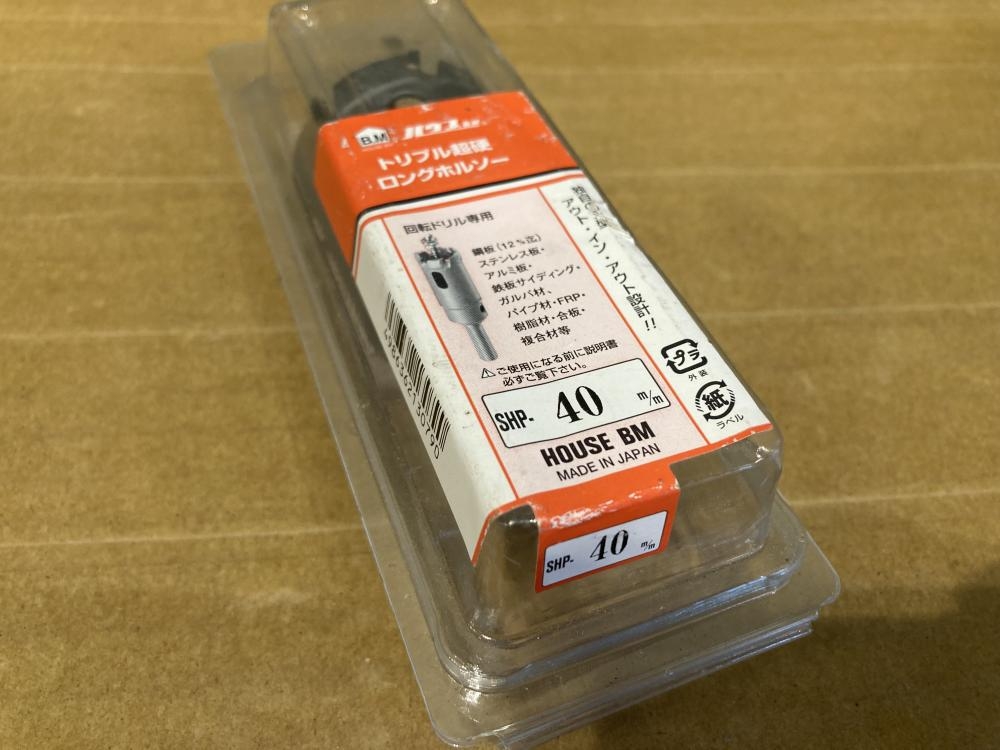 B.M ハウス
トリプル超硬
ロングホルソー
回転ドリル専用
鋼板(12%迄)
ステンレス板・
アルミ板・
鉄板サイディング・
ガルバ材、
パイプ材・FRP・
樹脂材・合板・
複合材等
アウト・イン・アウト設計!!
⚠ご使用になる前に説明書
必ずご覧下さい。
SHP- 40 m/m
HOUSE BM
MADE IN JAPAN
プラ
外装
紙
ラベル
SHP- 40 m/m